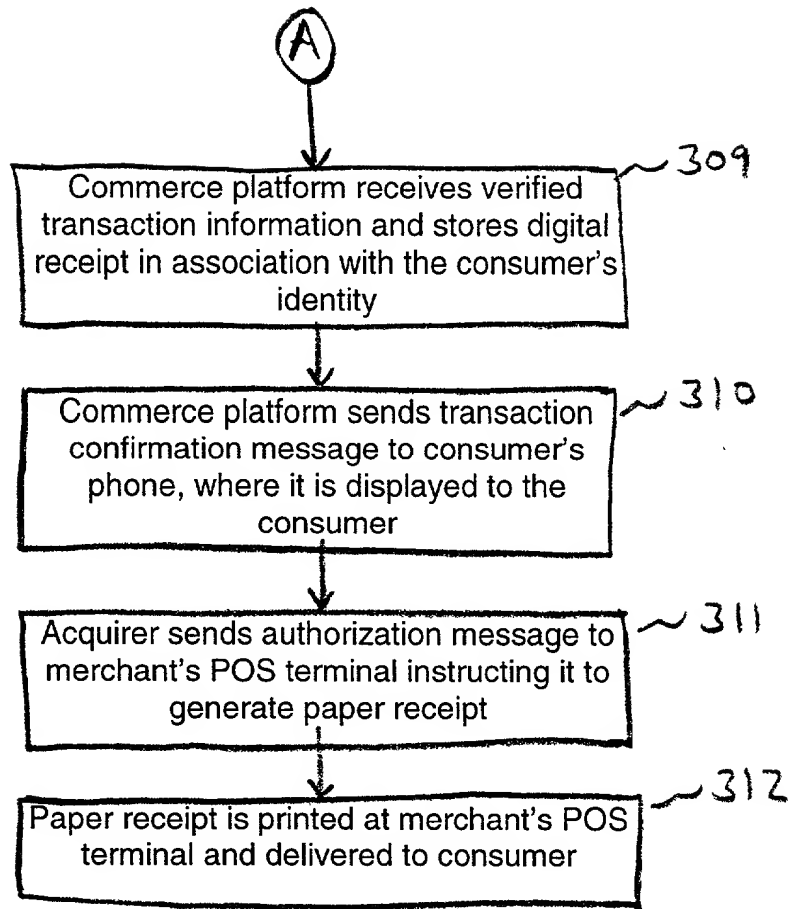 A
309
Commerce platform receives verified
transaction information and stores digital
receipt in association with the consumer's
identity
310
Commerce platform sends transaction
confirmation message to consumer's
phone, where it is displayed to the
consumer
311
Acquirer sends authorization message to
merchant's POS terminal instructing it to
generate paper receipt
312
Paper receipt is printed at merchant's POS
terminal and delivered to consumer